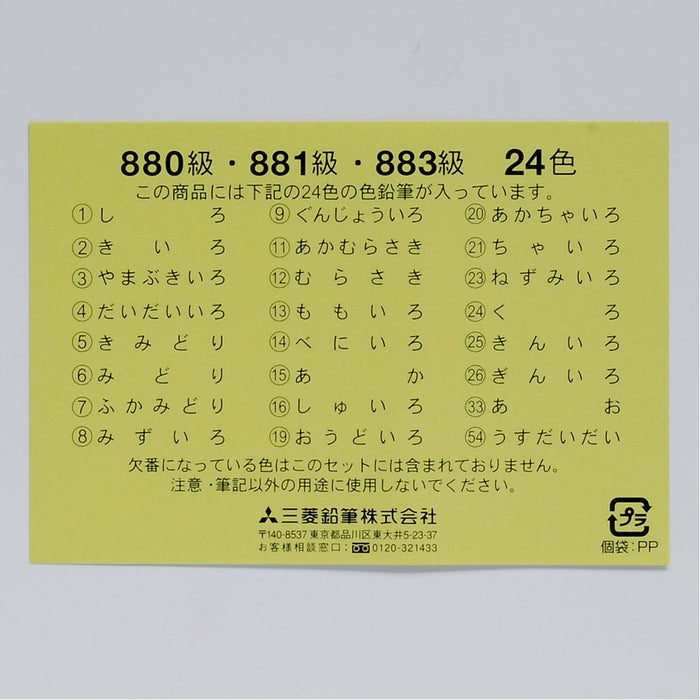 880級・881級・883級 24色
この商品には下記の24色の色鉛筆が入っています。
①しろ ⑨ぐんじょういろ ⑳あかちゃいろ
②きいろ ⑪あかむらさき ㉑ちゃいろ
③やまぶきいろ ⑫むらさき ㉓ねずみいろ
④だいだいいろ ⑬ももいろ ㉔くろ
⑤きみどり ⑭べにいろ ㉕きんいろ
⑥みどり ⑮あか ㉖ぎんいろ
⑦ふかみどり ⑯しゅいろ ㉝あお
⑧みずいろ ⑲おうどいろ 54うすだいだい
欠番になっている色はこのセットには含まれておりません。
注意・筆記以外の用途に使用しないでください。
三菱鉛筆株式会社
〒140-8537 東京都品川区東大井5-23-37
お客様相談窓口：0120-321433
プラ
個袋：PP